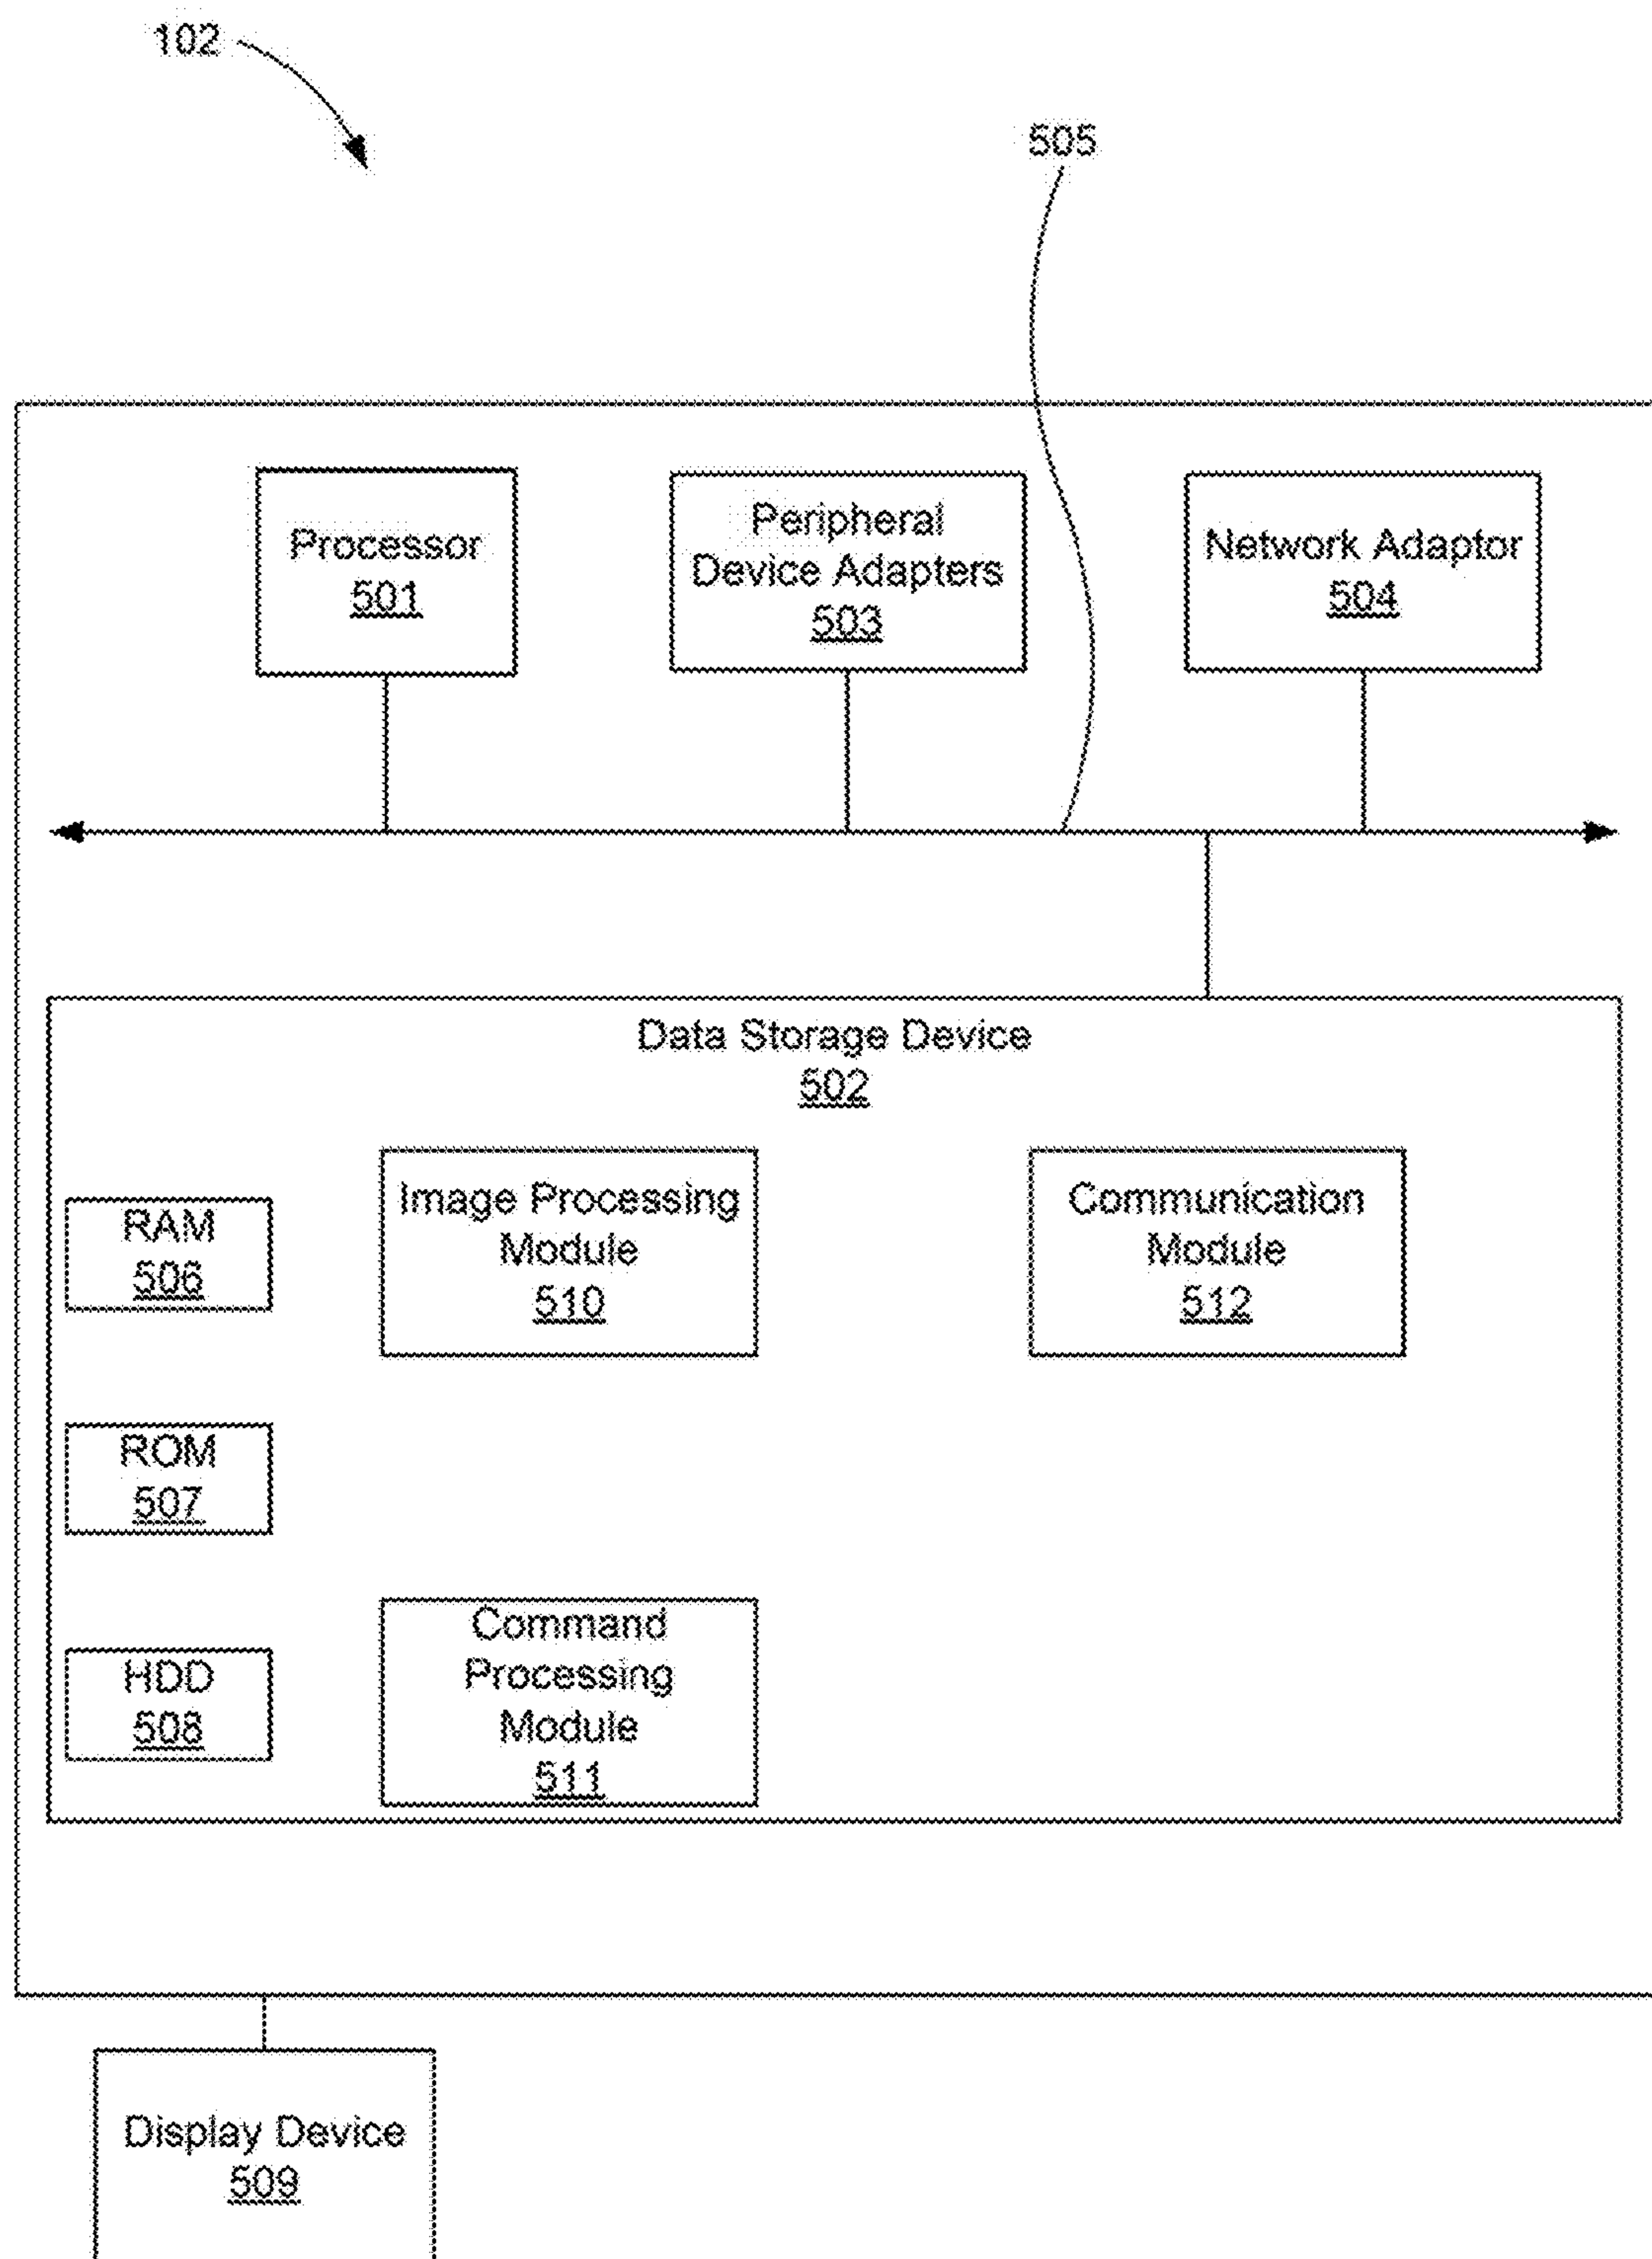 102
505
Processor
501
Peripheral
Device Adapters
503
Network Adaptor
504
Data Storage Device
502
RAM
506
Image Processing
Module
510
Communication
Module
512
ROM
507
HDD
508
Command
Processing
Module
511
Display Device
509